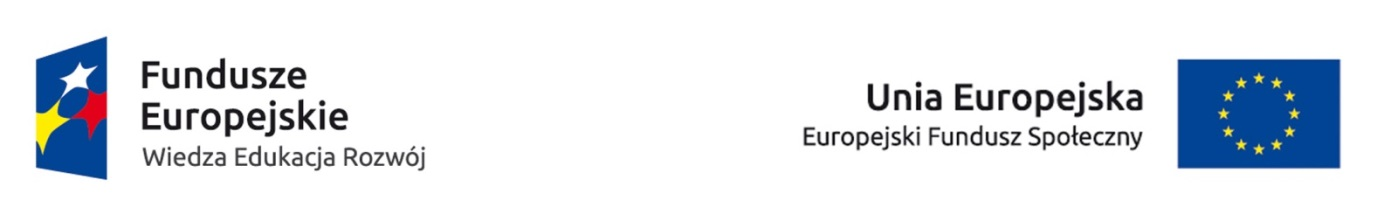 Fundusze
Europejskie
Wiedza Edukacja Rozwój
Unia Europejska
Europejski Fundusz Społeczny